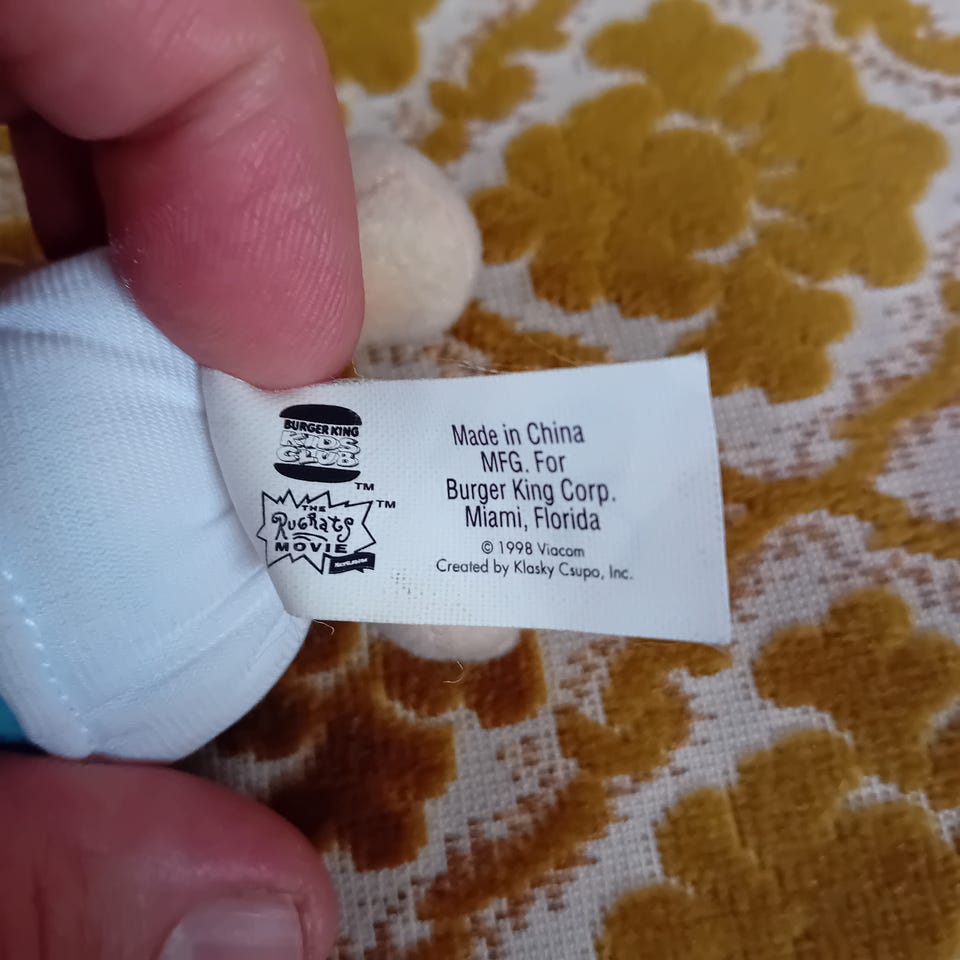 BURGER KING
KIDS
CLUB
TM
THE
RUGRATS
MOVIE
TM
NICKELODEON
Made in China
MFG. For
Burger King Corp.
Miami, Florida
© 1998 Viacom
Created by Klasky Csupo, Inc.